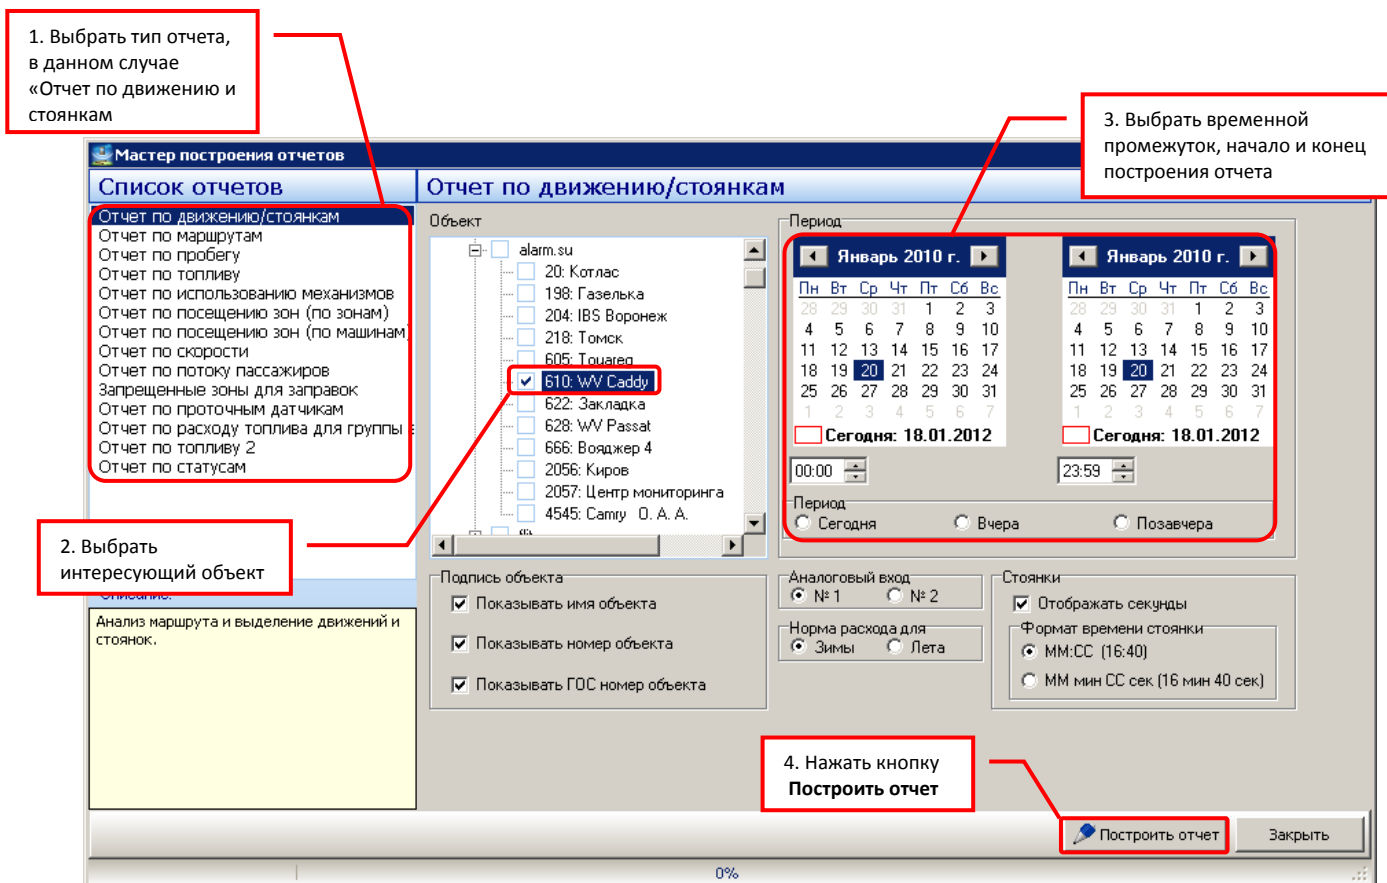 1. Выбрать тип отчета,
в данном случае
«Отчет по движению и
стоянкам
3. Выбрать временной
промежуток, начало и конец
построения отчета
Мастер построения отчетов
Список отчетов
Отчет по движению/стоянкам
Отчет по движению/стоянкам
Отчет по маршрутам
Отчет по пробегу
Отчет по топливу
Отчет по использованию механизмов
Отчет по посещению зон (по зонам)
Отчет по посещению зон (по машинам)
Отчет по скорости
Отчет по потоку пассажиров
Запрещенные зоны для заправок
Отчет по проточным датчикам
Отчет по расходу топлива для группы
Отчет по топливу 2
Отчет по статусам
Объект
alarm.su
20: Котлас
198: Газелька
204: IBS Воронеж
218: Томск
605: Touareg
610: WV Caddy
622: Закладка
628: WV Passat
666: Вояджер 4
2056: Киров
2057: Центр мониторинга
4545: Camry О. А. А.
Период
Январь 2010 г. Январь 2010 г.
Пн Вт Ср Чт Пт Сб Вс Пн Вт Ср Чт Пт Сб Вс
28 29 30 31 1 2 3 28 29 30 31 1 2 3
4 5 6 7 8 9 10 4 5 6 7 8 9 10
11 12 13 14 15 16 17 11 12 13 14 15 16 17
18 19 20 21 22 23 24 18 19 20 21 22 23 24
25 26 27 28 29 30 31 25 26 27 28 29 30 31
1 2 3 4 5 6 7 1 2 3 4 5 6 7
Сегодня: 18.01.2012 Сегодня: 18.01.2012
00:00 23:59
Период
Сегодня Вчера Позавчера
2. Выбрать
интересующий объект
Описание:
Анализ маршрута и выделение движений и
стоянок.
Подпись объекта
Показывать имя объекта
Показывать номер объекта
Показывать ГОС номер объекта
Аналоговый вход
№ 1 № 2
Норма расхода для
Зимы Лета
Стоянки
Отображать секунды
Формат времени стоянки
ММ:СС (16:40)
ММ мин СС сек (16 мин 40 сек)
4. Нажать кнопку
Построить отчет
Построить отчет Закрыть
0%